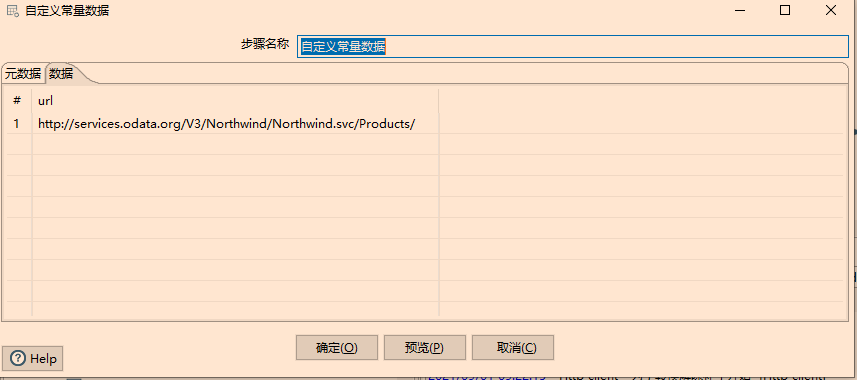 自定义常量数据
步骤名称 自定义常量数据
元数据 数据
# url
1 http://services.odata.org/V3/Northwind/Northwind.svc/Products/
确定(O) 预览(P) 取消(C)
Help